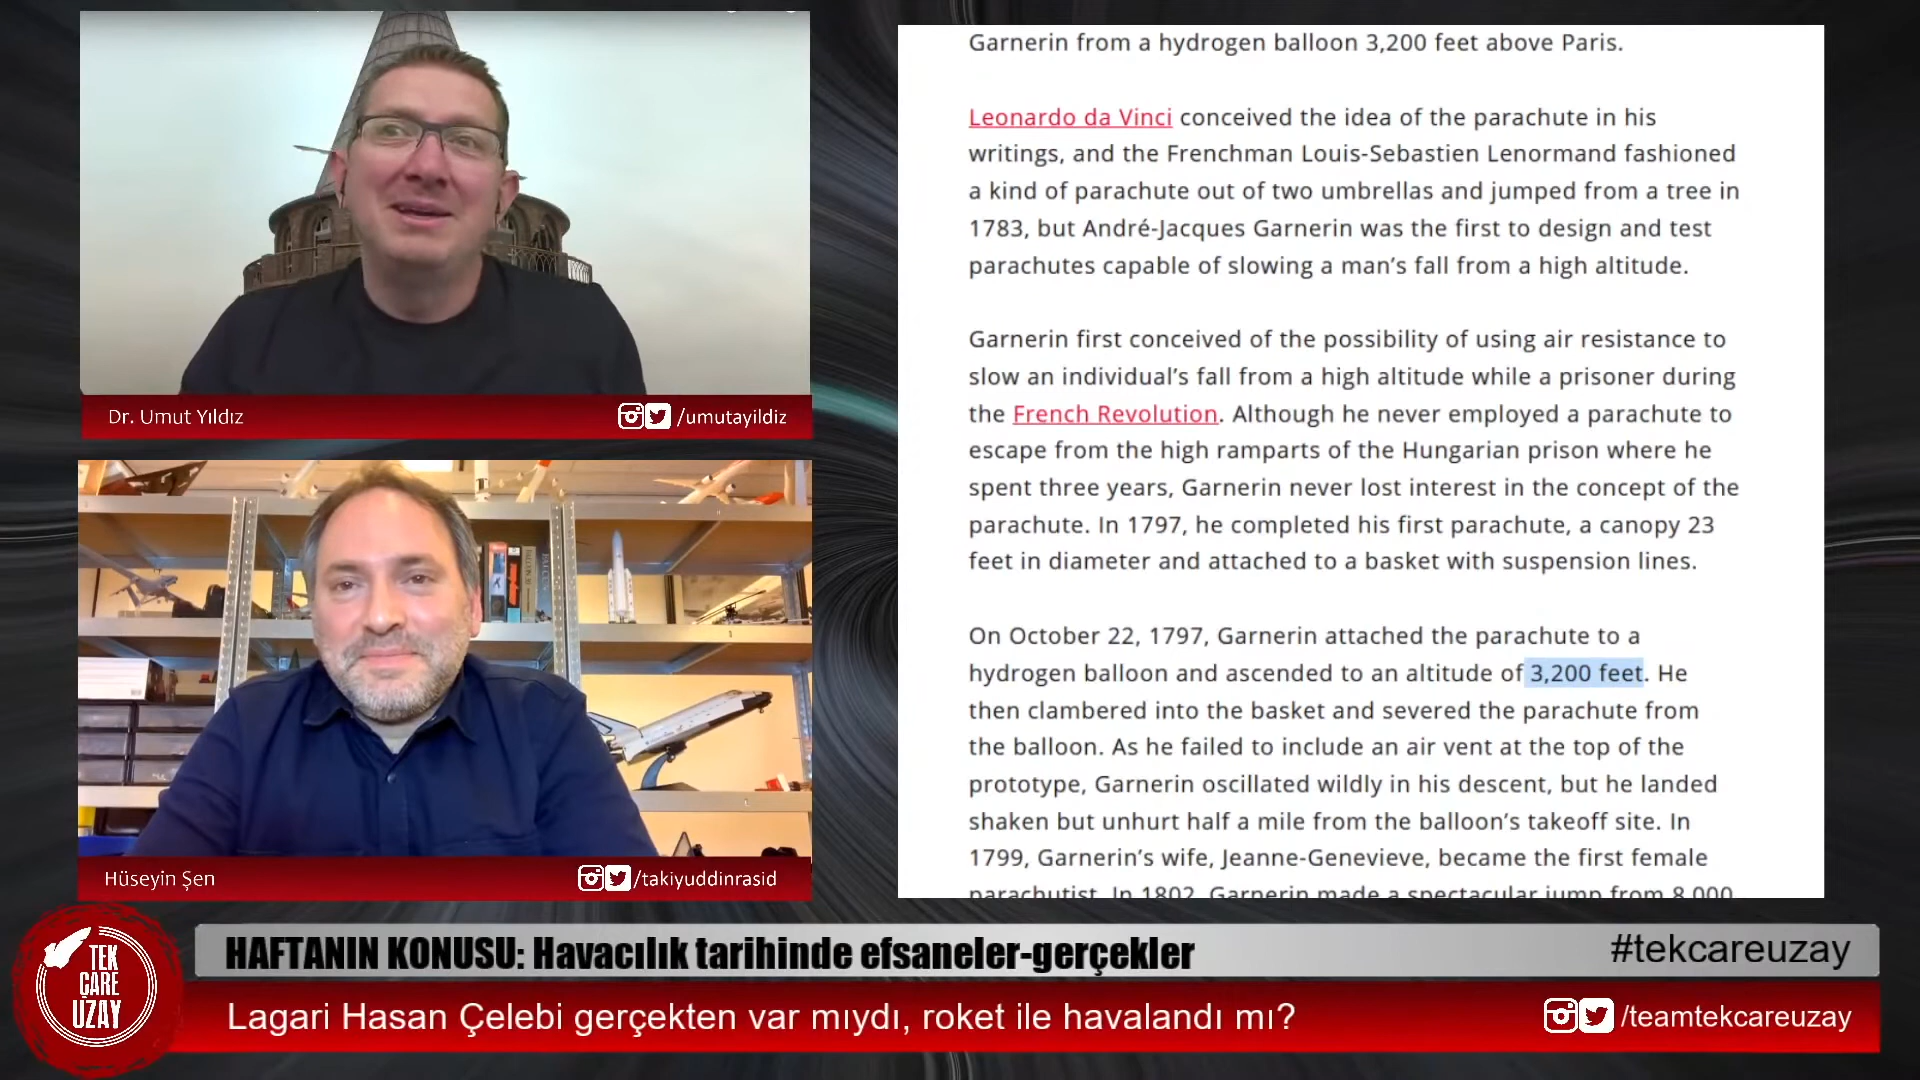 Garnerin from a hydrogen balloon 3,200 feet above Paris.
Leonardo da Vinci conceived the idea of the parachute in his
writings, and the Frenchman Louis-Sebastien Lenormand fashioned
a kind of parachute out of two umbrellas and jumped from a tree in
1783, but André-Jacques Garnerin was the first to design and test
parachutes capable of slowing a man’s fall from a high altitude.
Garnerin first conceived of the possibility of using air resistance to
slow an individual’s fall from a high altitude while a prisoner during
the French Revolution. Although he never employed a parachute to
escape from the high ramparts of the Hungarian prison where he
spent three years, Garnerin never lost interest in the concept of the
parachute. In 1797, he completed his first parachute, a canopy 23
feet in diameter and attached to a basket with suspension lines.
On October 22, 1797, Garnerin attached the parachute to a
hydrogen balloon and ascended to an altitude of 3,200 feet. He
then clambered into the basket and severed the parachute from
the balloon. As he failed to include an air vent at the top of the
prototype, Garnerin oscillated wildly in his descent, but he landed
shaken but unhurt half a mile from the balloon’s takeoff site. In
1799, Garnerin’s wife, Jeanne-Genevieve, became the first female
parachutist. In 1802, Garnerin made a spectacular jump from 8,000
Dr. Umut Yıldız
/umutayildiz
Hüseyin Şen
/takiyuddinrasid
TEK
ÇARE
UZAY
HAFTANIN KONUSU: Havacılık tarihinde efsaneler-gerçekler
#tekcareuzay
Lagari Hasan Çelebi gerçekten var mıydı, roket ile havalandı mı?
/teamtekcareuzay